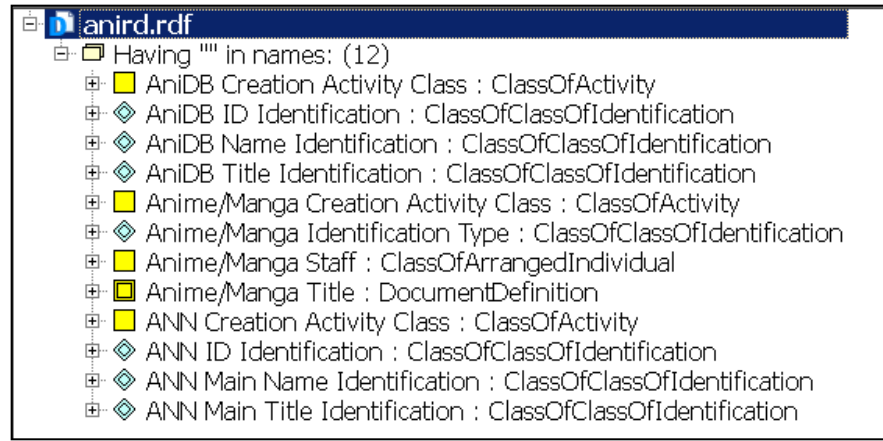 anird.rdf
Having "" in names: (12)
AniDB Creation Activity Class : ClassOfActivity
AniDB ID Identification : ClassOfClassOfIdentification
AniDB Name Identification : ClassOfClassOfIdentification
AniDB Title Identification : ClassOfClassOfIdentification
Anime/Manga Creation Activity Class : ClassOfActivity
Anime/Manga Identification Type : ClassOfClassOfIdentification
Anime/Manga Staff : ClassOfArrangedIndividual
Anime/Manga Title : DocumentDefinition
ANN Creation Activity Class : ClassOfActivity
ANN ID Identification : ClassOfClassOfIdentification
ANN Main Name Identification : ClassOfClassOfIdentification
ANN Main Title Identification : ClassOfClassOfIdentification